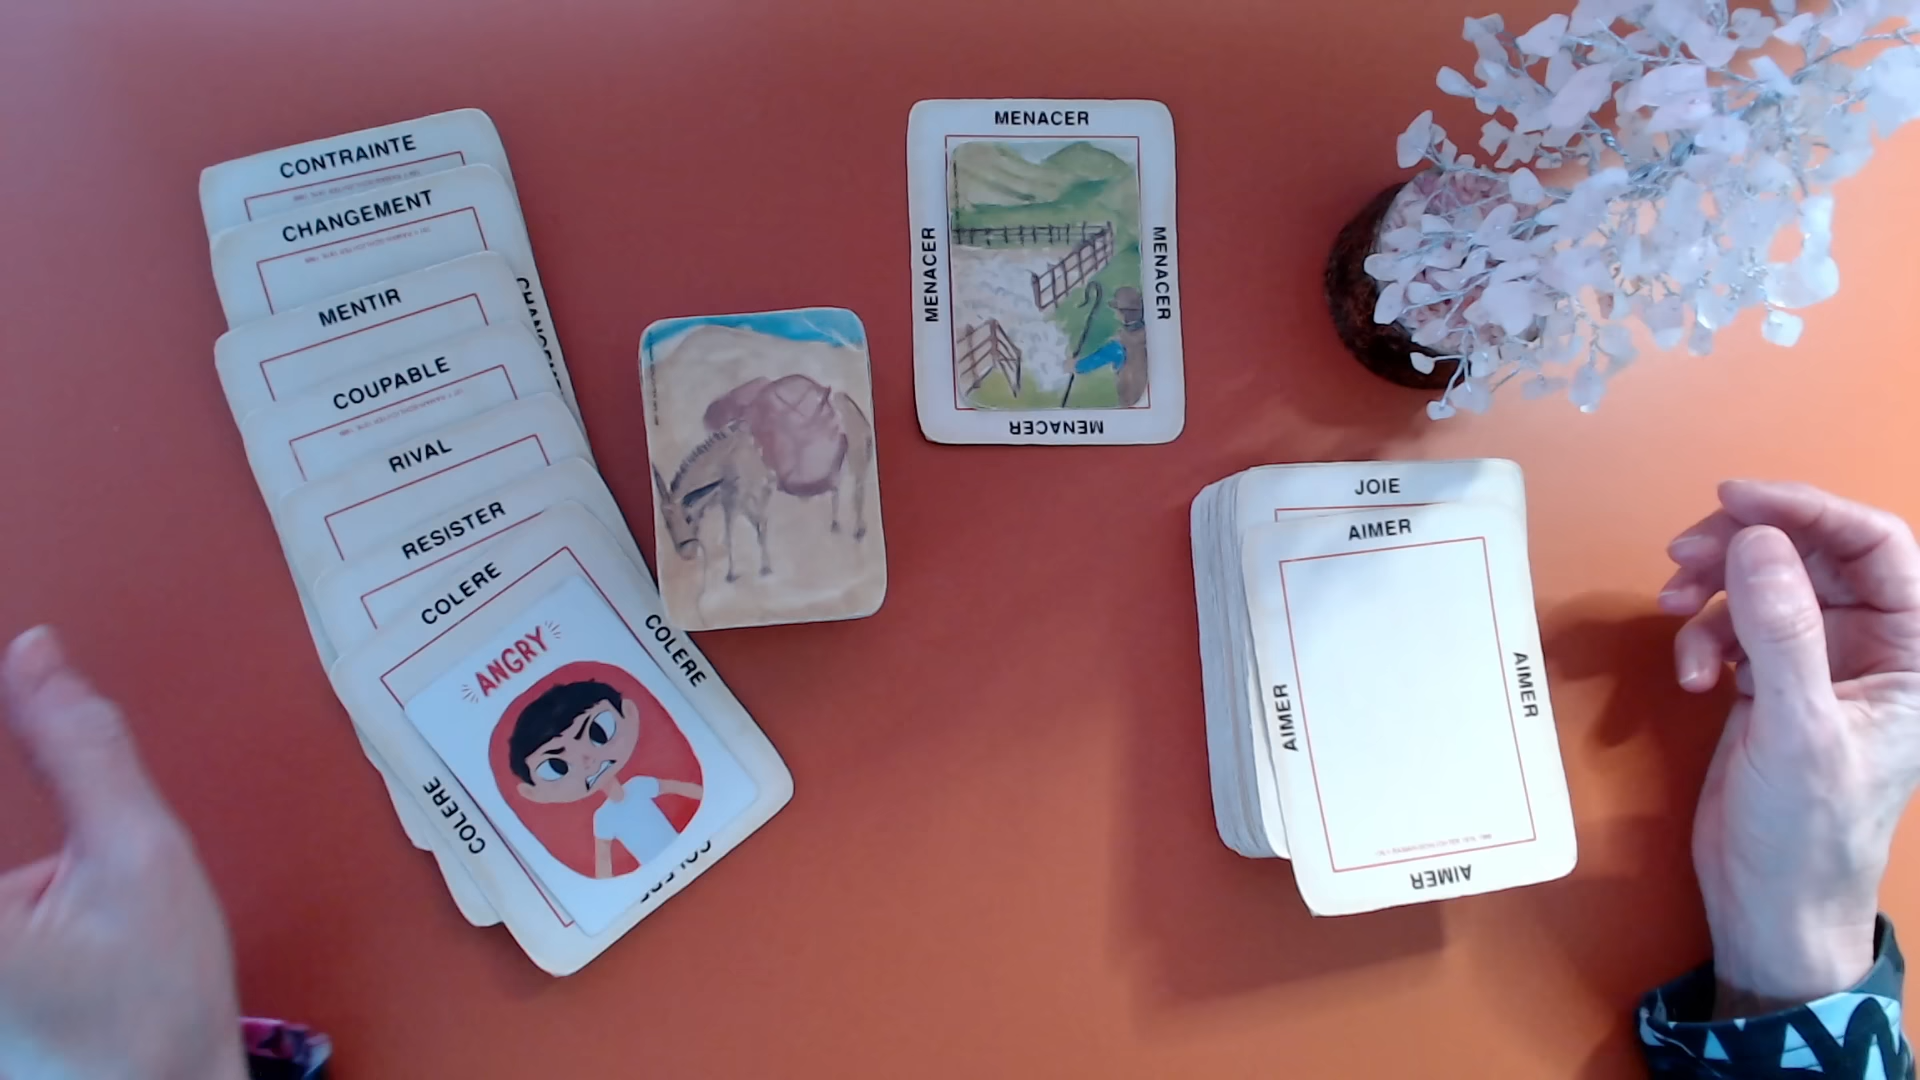 CONTRAINTE
CHANGEMENT
CHANGEM
MENTIR
COUPABLE
RIVAL
RESISTER
COLERE
COLERE
COLERE
ANGRY
MENACER
MENACER
MENACER
MENACER
JOIE
AIMER
AIMER
AIMER
AIMER